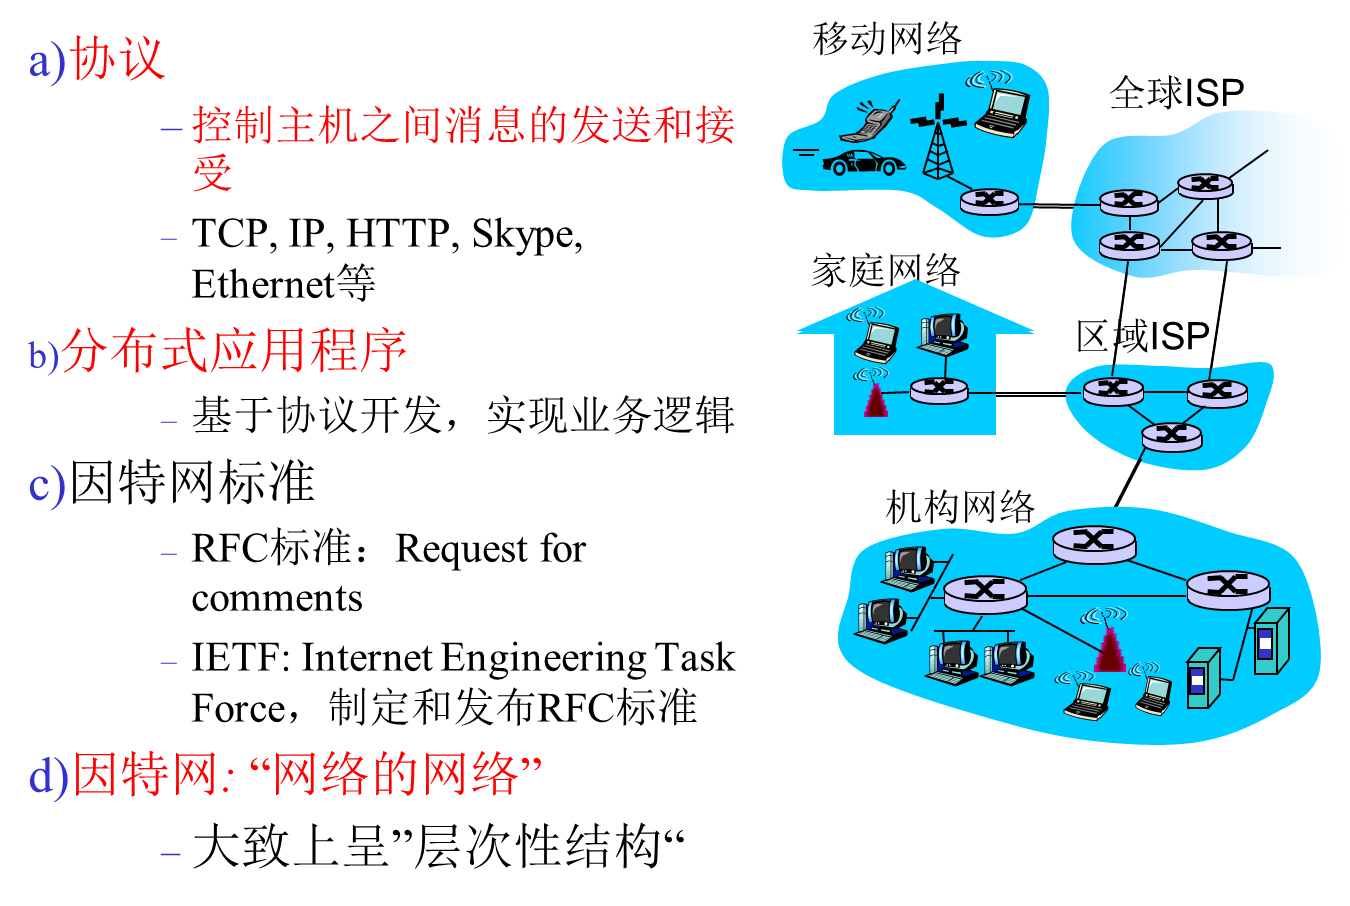 a)协议
– 控制主机之间消息的发送和接
受
– TCP, IP, HTTP, Skype,
Ethernet等
b)分布式应用程序
– 基于协议开发，实现业务逻辑
c)因特网标准
– RFC标准：Request for
comments
– IETF: Internet Engineering Task
Force，制定和发布RFC标准
d)因特网: “网络的网络”
– 大致上呈”层次性结构“
移动网络
全球ISP
家庭网络
区域ISP
机构网络